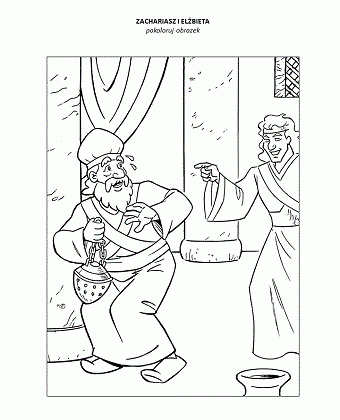 ZACHARIASZ I ELŻBIETA
pokoloruj obrazek